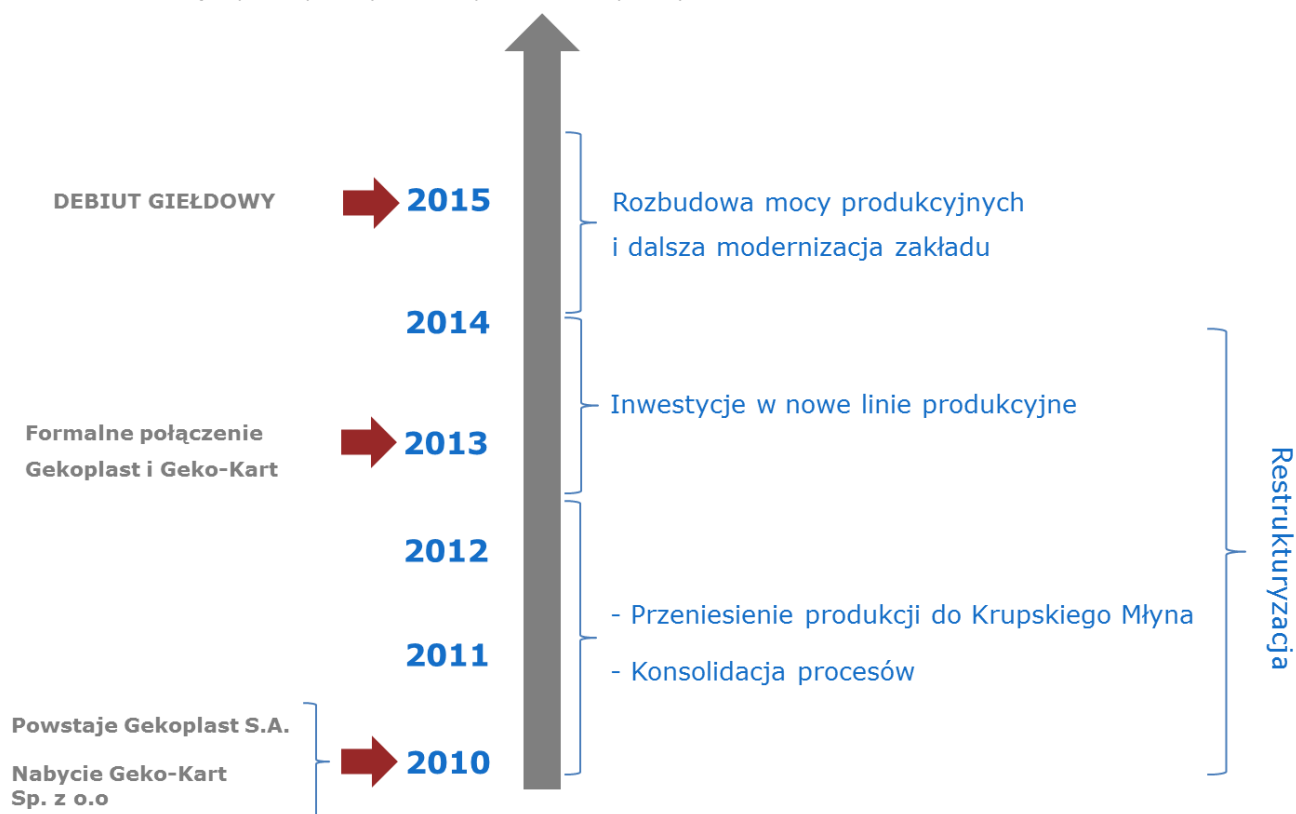 DEBIUT GIEŁDOWY
2015
Rozbudowa mocy produkcyjnych
i dalsza modernizacja zakładu
2014
Inwestycje w nowe linie produkcyjne
Formalne połączenie
Gekoplast i Geko-Kart
2013
2012
- Przeniesienie produkcji do Krupskiego Młyna
2011
- Konsolidacja procesów
Restrukturyzacja
Powstaje Gekoplast S.A.
Nabycie Geko-Kart
Sp. z o.o
2010